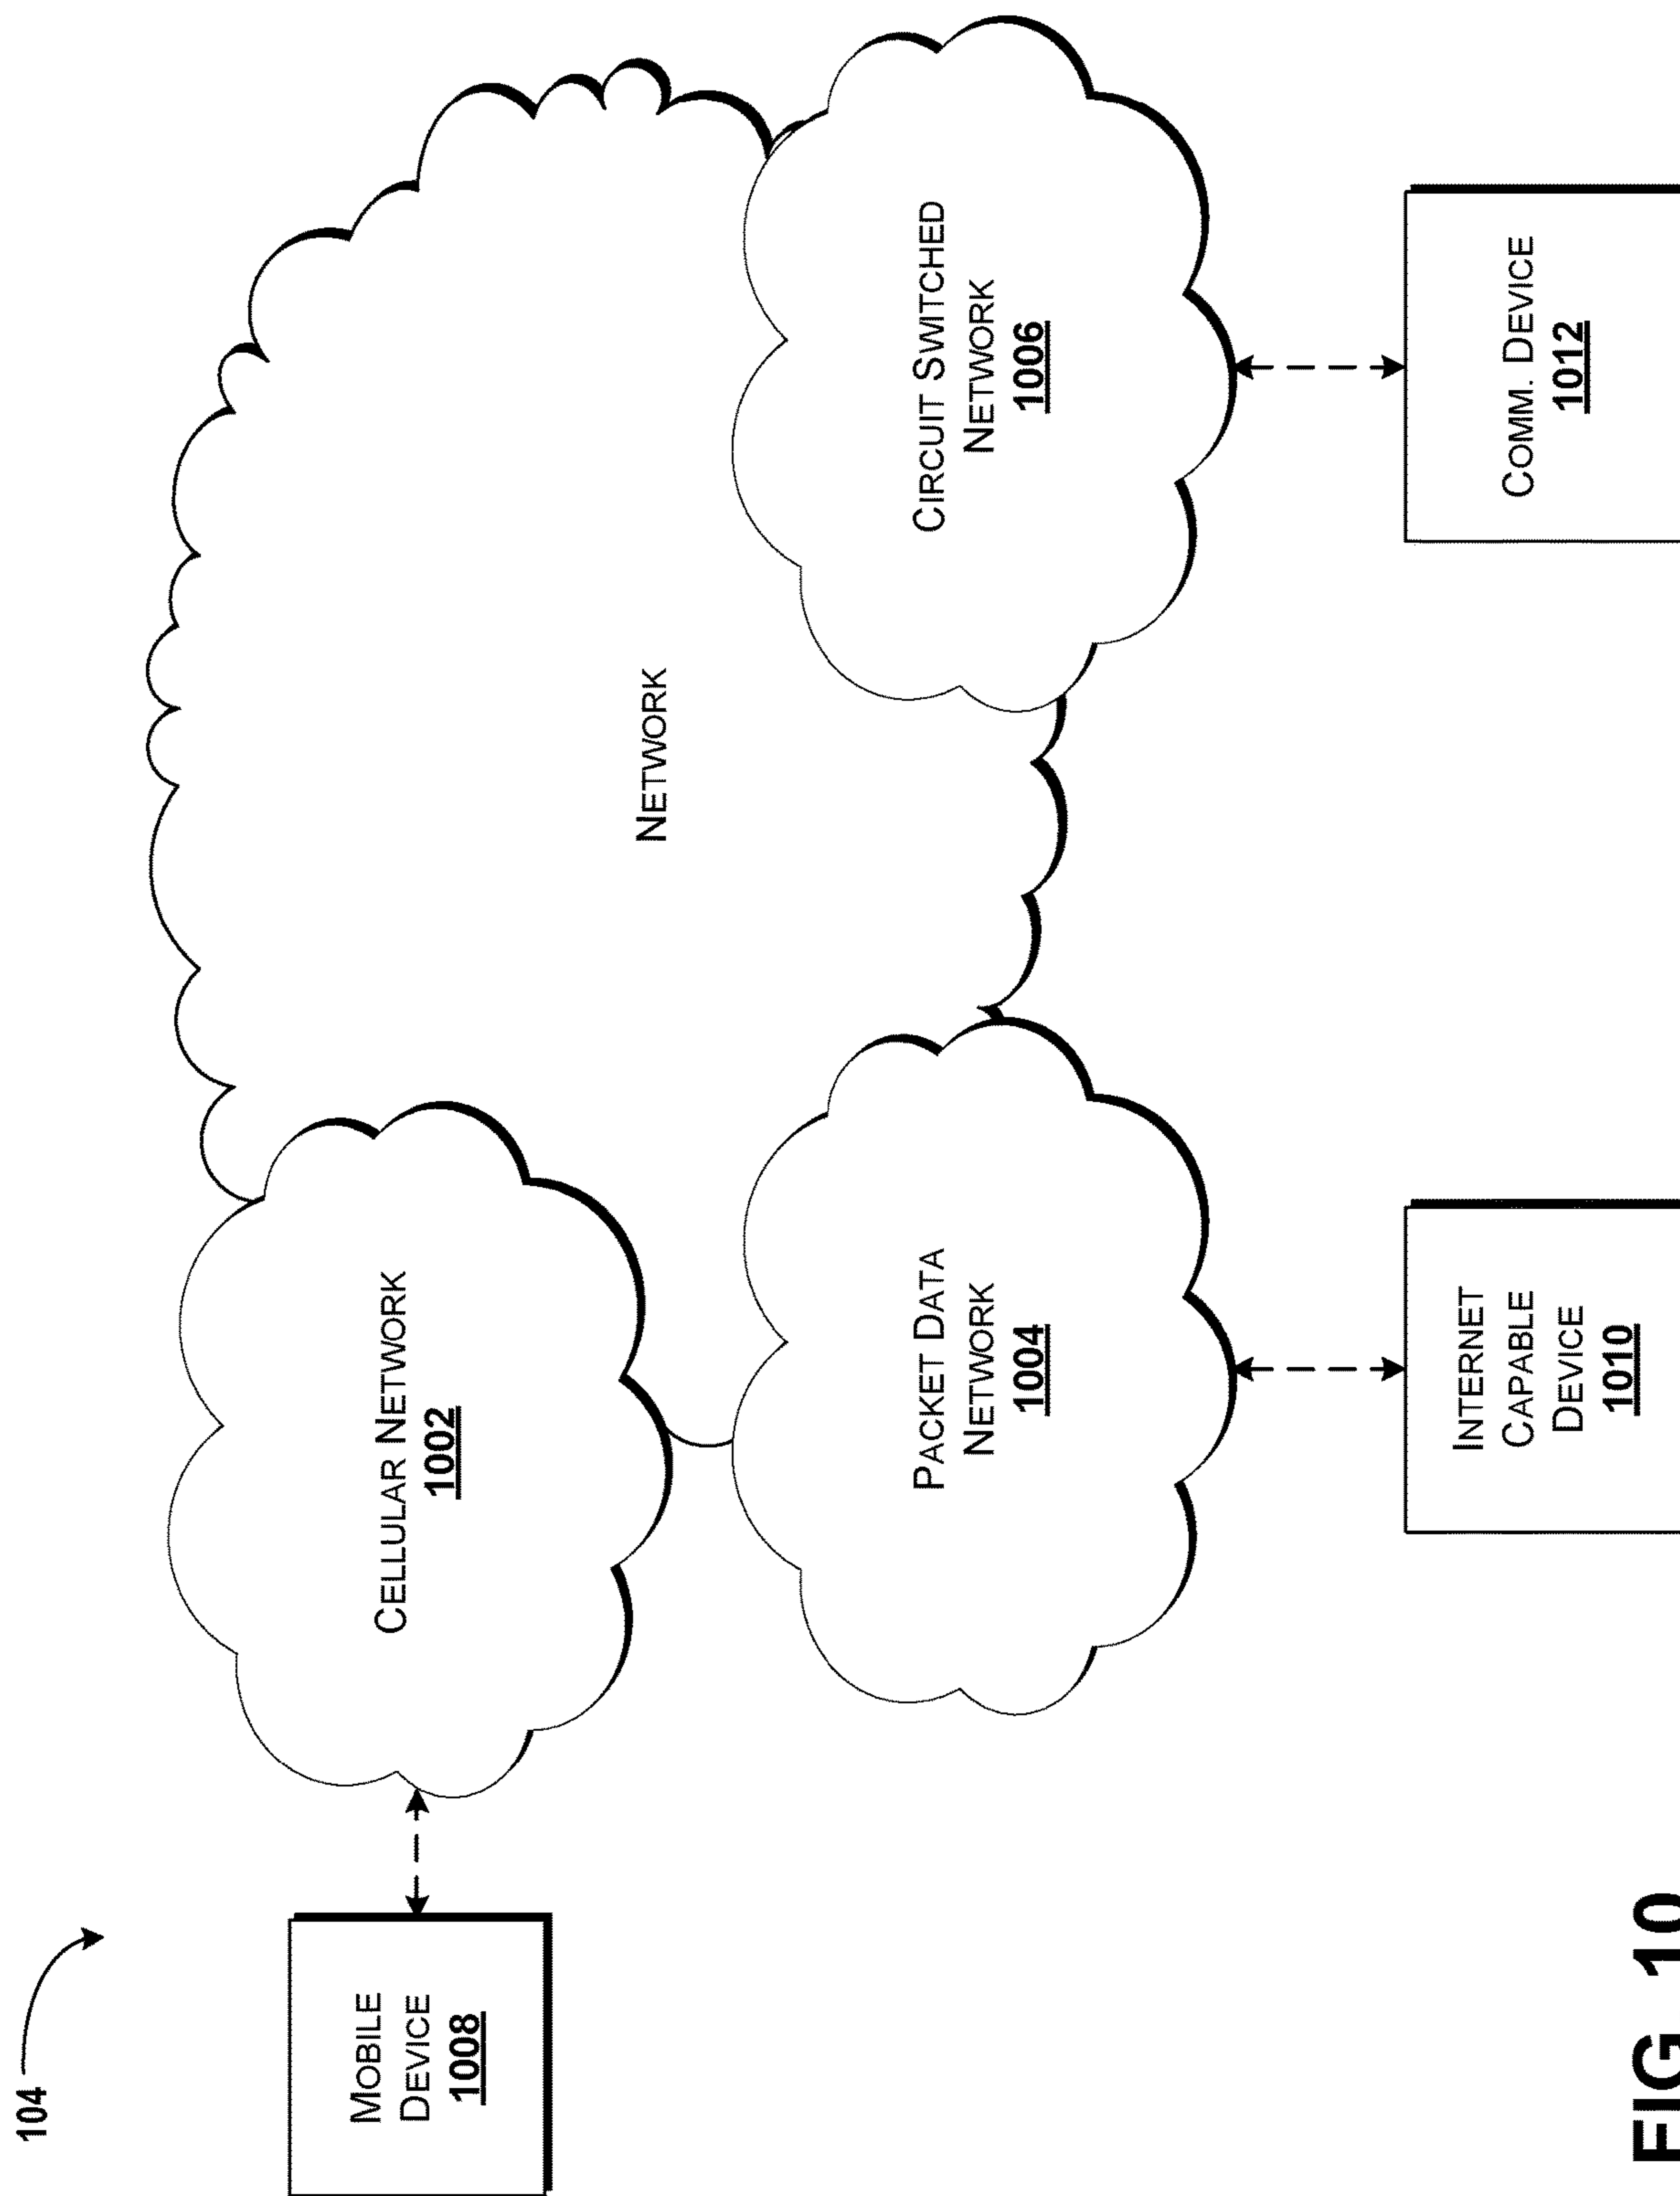 104
MOBILE
DEVICE
1008
CELLULAR NETWORK
1002
NETWORK
PACKET DATA
NETWORK
1004
CIRCUIT SWITCHED
NETWORK
1006
INTERNET
CAPABLE
DEVICE
1010
COMM. DEVICE
1012
FIG. 10